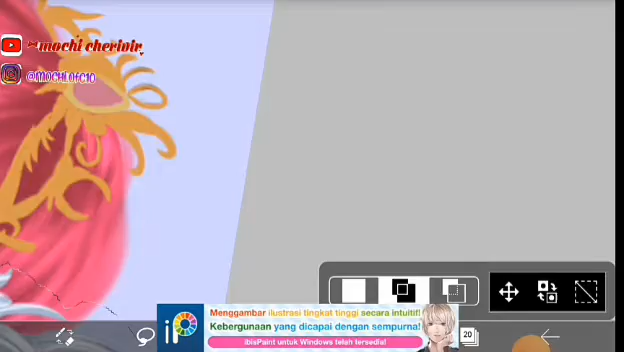 ~mochi cherivir
@MOCHI.ofc10
Menggambar ilustrasi tingkat tinggi secara intuitif!
Kebergunaan yang dicapai dengan sempurna!
ibisPaint untuk Windows telah tersedia!
20